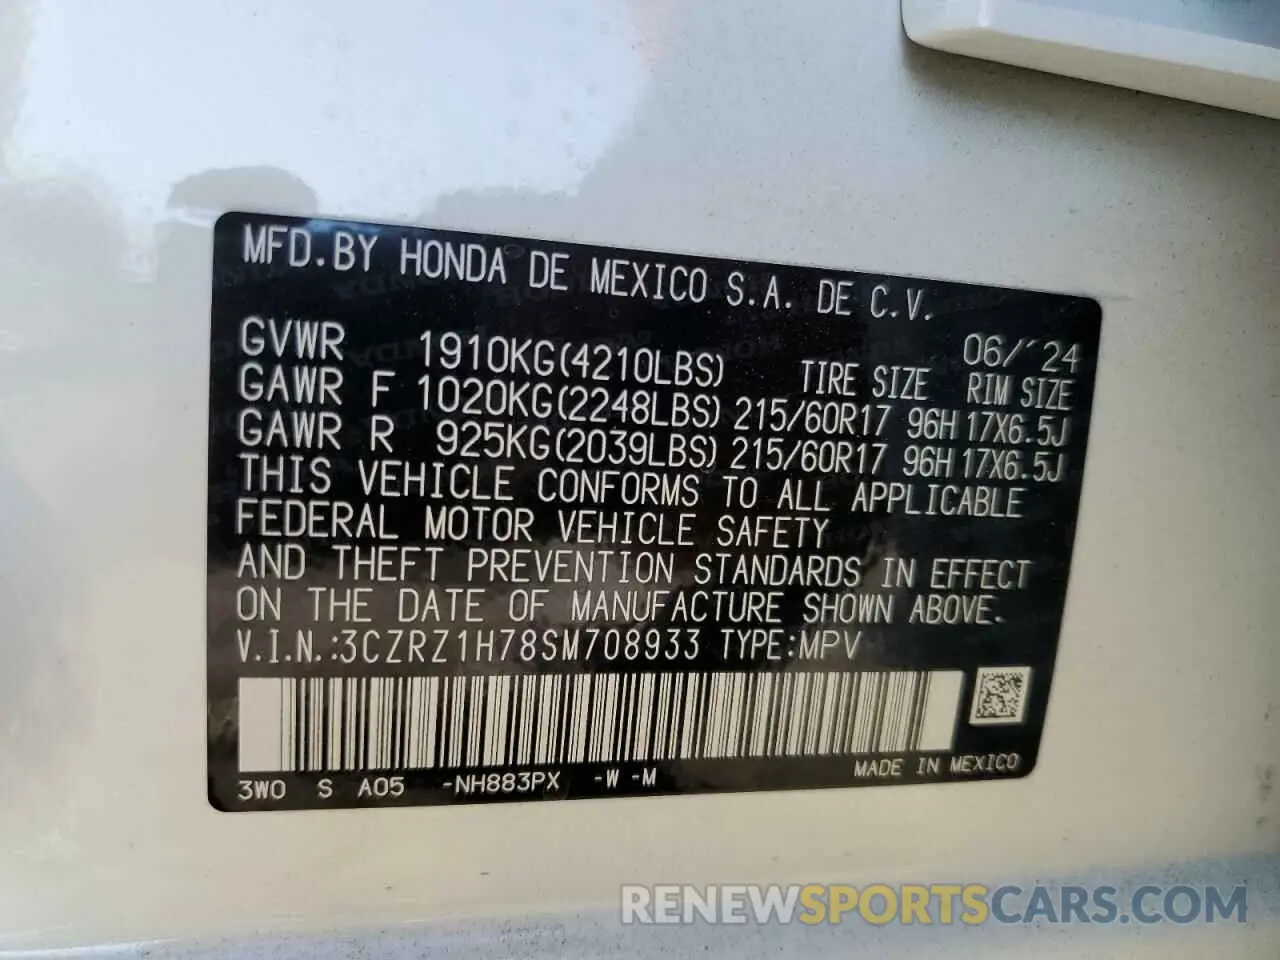 MFD.BY HONDA DE MEXICO S.A. DE C.V.
06/´24
GVWR 1910KG(4210LBS) TIRE SIZE RIM SIZE
GAWR F 1020KG(2248LBS) 215/60R17 96H 17X6.5J
GAWR R 925KG(2039LBS) 215/60R17 96H 17X6.5J
THIS VEHICLE CONFORMS TO ALL APPLICABLE
FEDERAL MOTOR VEHICLE SAFETY
AND THEFT PREVENTION STANDARDS IN EFFECT
ON THE DATE OF MANUFACTURE SHOWN ABOVE.
V.I.N.:3CZRZ1H78SM708933 TYPE:MPV
3W0 S A05 -NH883PX -W -M MADE IN MEXICO
RENEWSPORTSCARS.COM